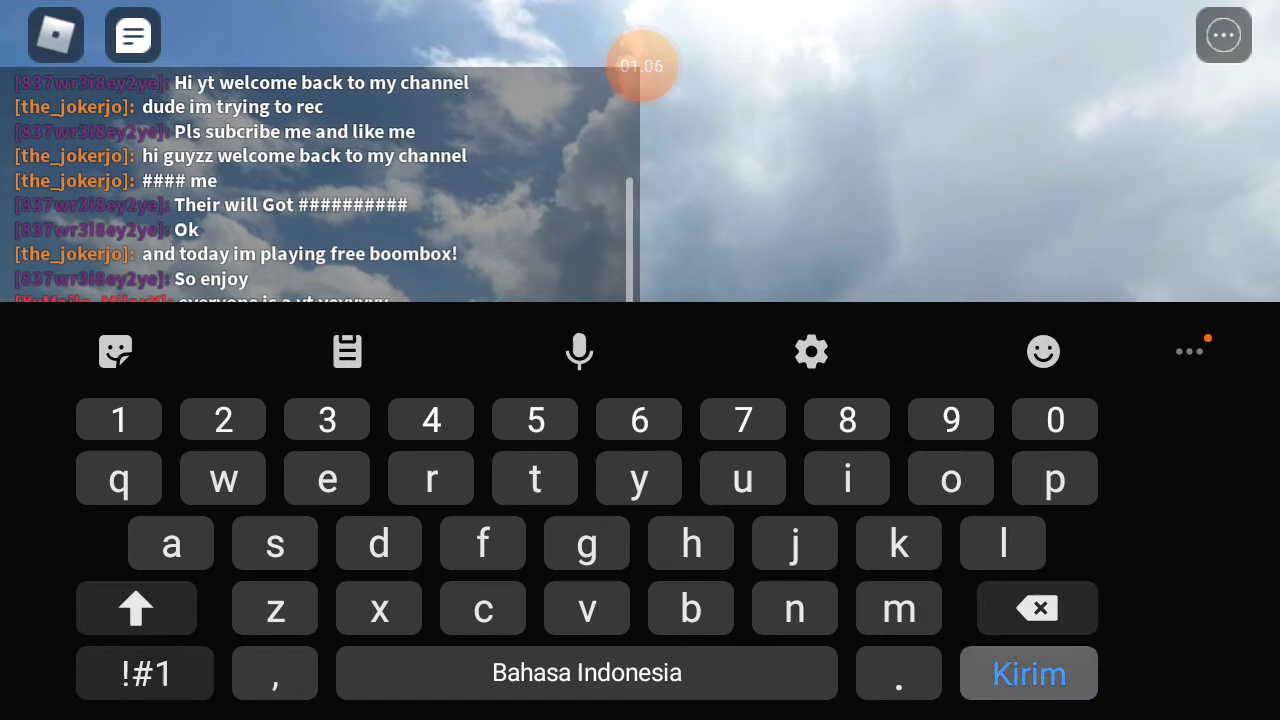 01.06
[837wr3i8ey2ye]: Hi yt welcome back to my channel
[the_jokerjo]: dude im trying to rec
[837wr3i8ey2ye]: Pls subcribe me and like me
[the_jokerjo]: hi guyzz welcome back to my channel
[the_jokerjo]: #### me
[837wr3i8ey2ye]: Their will Got ##########
[837wr3i8ey2ye]: Ok
[the_jokerjo]: and today im playing free boombox!
[837wr3i8ey2ye]: So enjoy
everyone is a yt
1 2 3 4 5 6 7 8 9 0
q w e r t y u i o p
a s d f g h j k l
z x c v b n m
!#1 , Bahasa Indonesia . Kirim